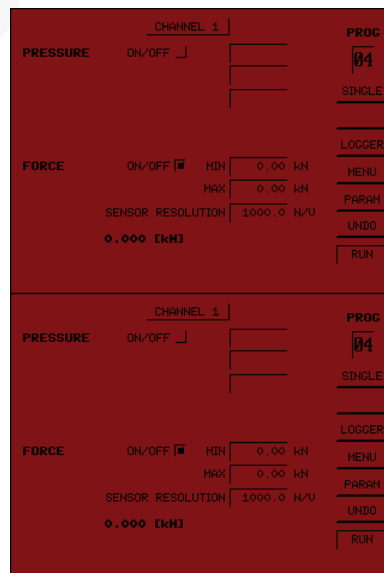 CHANNEL 1
PROG
PRESSURE ON/OFF
04
SINGLE
LOGGER
FORCE ON/OFF MIN 0.00 kN
MENU
MAX 0.00 kN
PARAM
SENSOR RESOLUTION 1000.0 N/V
UNDO
0.000 [kN]
RUN
CHANNEL 1
PROG
PRESSURE ON/OFF
04
SINGLE
LOGGER
FORCE ON/OFF MIN 0.00 kN
MENU
MAX 0.00 kN
PARAM
SENSOR RESOLUTION 1000.0 N/V
UNDO
0.000 [kN]
RUN